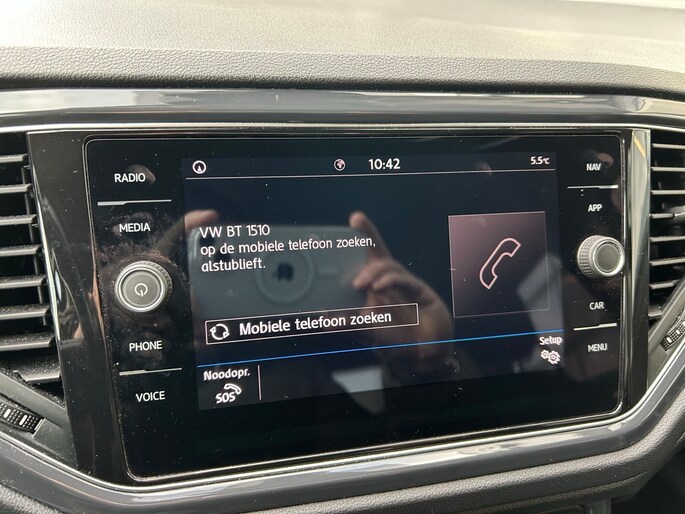 10:42
5.5°C
RADIO
MEDIA
PHONE
VOICE
VW BT 1510
op de mobiele telefoon zoeken,
alstublieft.
Mobiele telefoon zoeken
Noodopr.
SOS
Setup
NAV
APP
CAR
MENU